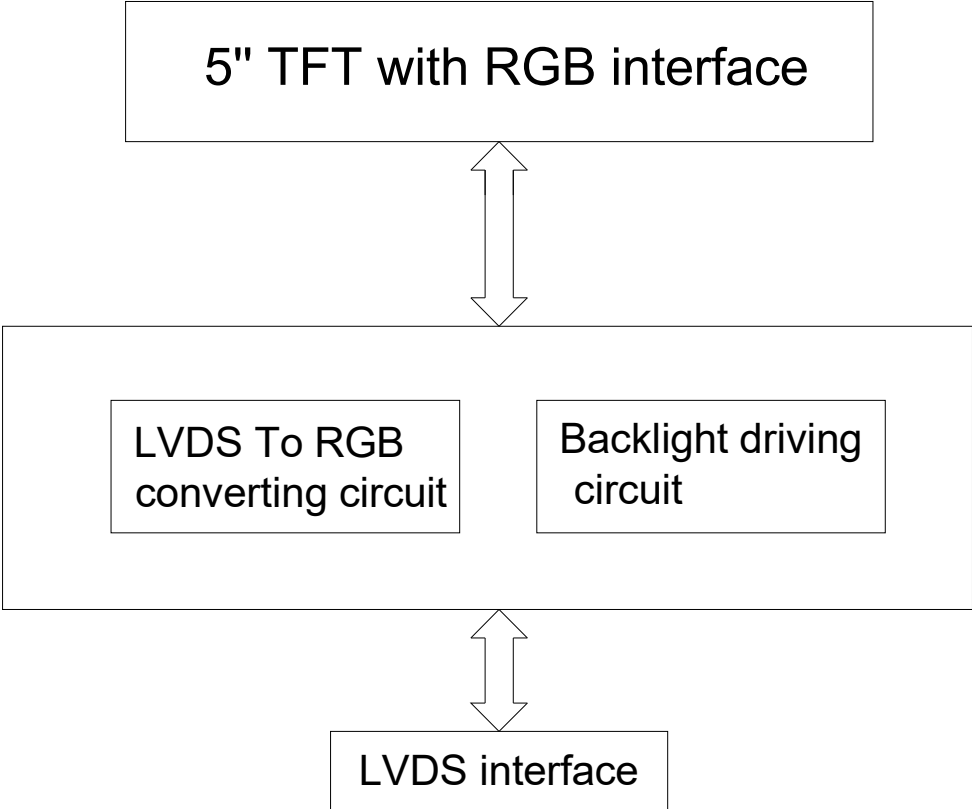 5" TFT with RGB interface
LVDS To RGB
converting circuit
Backlight driving
circuit
LVDS interface